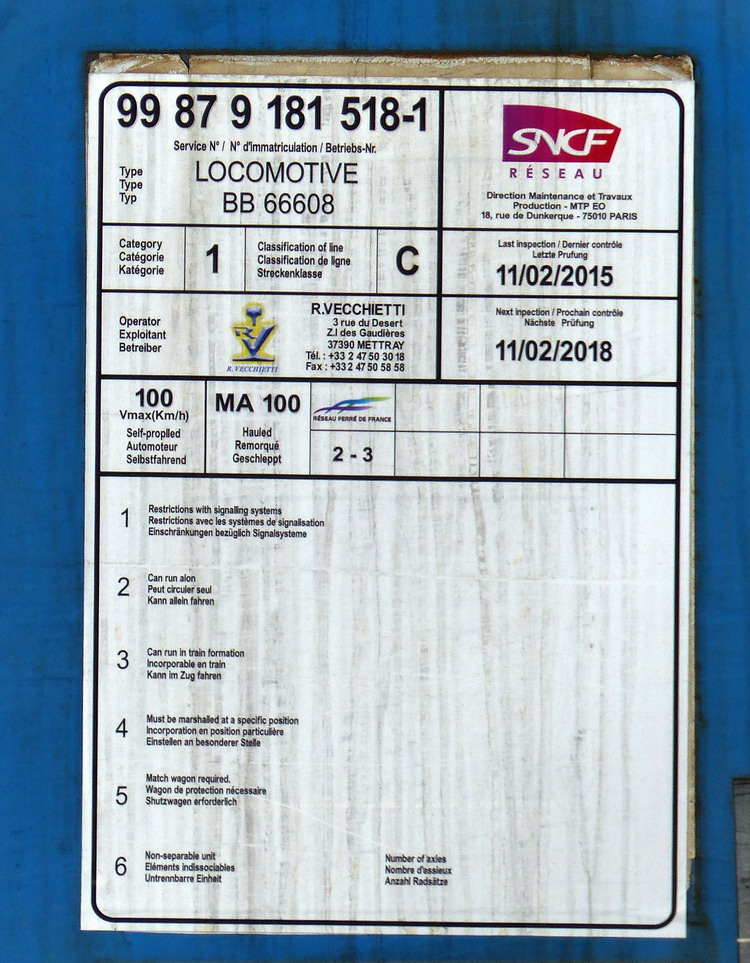 99 87 9 181 518-1
Service N° / N° d'immatriculation / Betriebs-Nr.
Type
Type
Typ
LOCOMOTIVE
BB 66608
SNCF
RÉSEAU
Direction Maintenance et Travaux
Production - MTP EO
18, rue de Dunkerque - 75010 PARIS
Category
Catégorie
Kategórie
1
Classification of line
Classification de ligne
Streckenklasse
C
Last inspection / Dernier contrôle
Letzte Prufung
11/02/2015
Operator
Exploitant
Betreiber
RV
R.VECCHIETTI
R.VECCHIETTI
3 rue du Desert
Z.I des Gaudières
37390 METTRAY
Tél. : +33 2 47 50 30 18
Fax : +33 2 47 50 58 58
Next inpection / Prochain contrôle
Nächste Prüfung
11/02/2018
100
Vmax(Km/h)
Self-proplled
Automoteur
Selbstfahrend
MA 100
Hauled
Remorqué
Geschleppt
RÉSEAU FERRÉ DE FRANCE
2 - 3
1
Restrictions with signalling systems
Restrictions avec les systèmes de signalisation
Einschränkungen bezüglich Signalsysteme
2
Can run alon
Peut circuler seul
Kann allein fahren
3
Can run in train formation
Incorporable en train
Kann im Zug fahren
4
Must be marshalled at a specific position
Incorporation en position particulière
Einstellen an besonderer Stelle
5
Match wagon required.
Wagon de protection nécessaire
Shutzwagen erforderlich
6
Non-separable unit
Eléments indissociables
Untrennbarre Einheit
Number of axles
Nombre d'essieux
Anzahl Radsätze